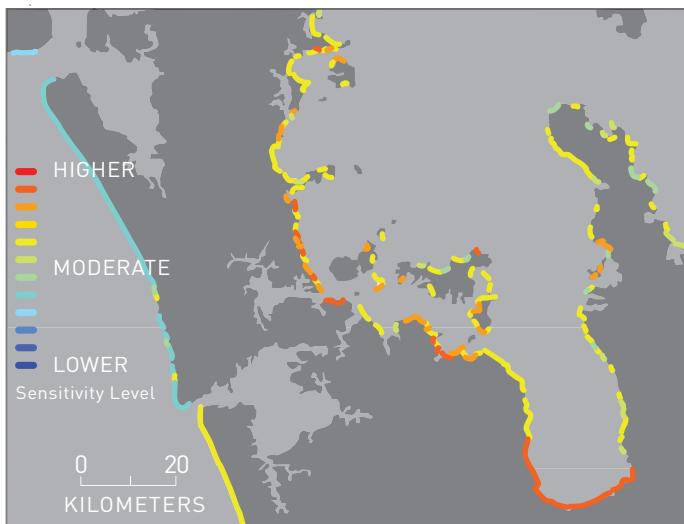 HIGHER
MODERATE
LOWER
Sensitivity Level
0 20
KILOMETERS